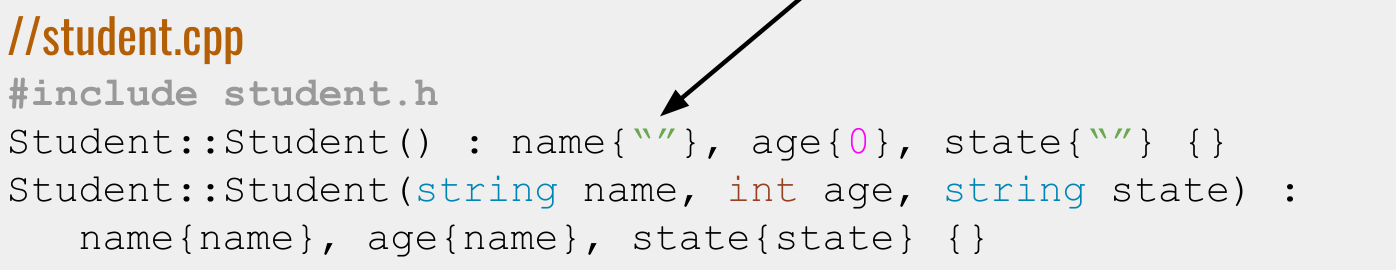 //student.cpp
#include student.h
Student::Student() : name{“”}, age{0}, state{“”} {}
Student::Student(string name, int age, string state) :
name{name}, age{name}, state{state} {}